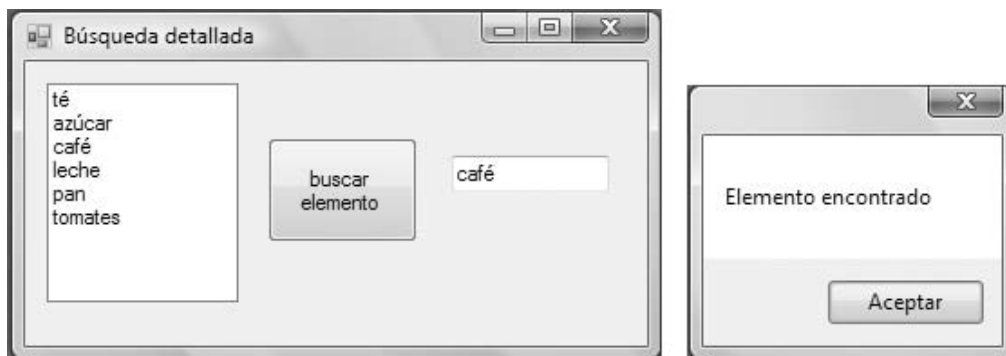 Búsqueda detallada
té
azúcar
café
leche
pan
tomates
buscar
elemento
café
Elemento encontrado
Aceptar